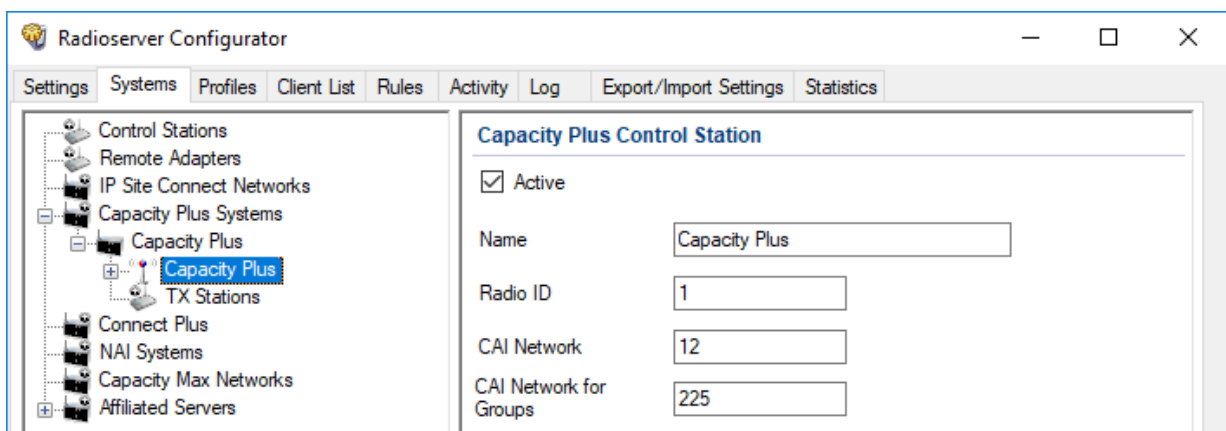 Radioserver Configurator
Settings Systems Profiles Client List Rules Activity Log Export/Import Settings Statistics
Control Stations
Remote Adapters
IP Site Connect Networks
Capacity Plus Systems
Capacity Plus
Capacity Plus
TX Stations
Connect Plus
NAI Systems
Capacity Max Networks
Affiliated Servers
Capacity Plus Control Station
Active
Name Capacity Plus
Radio ID 1
CAI Network 12
CAI Network for
Groups 225